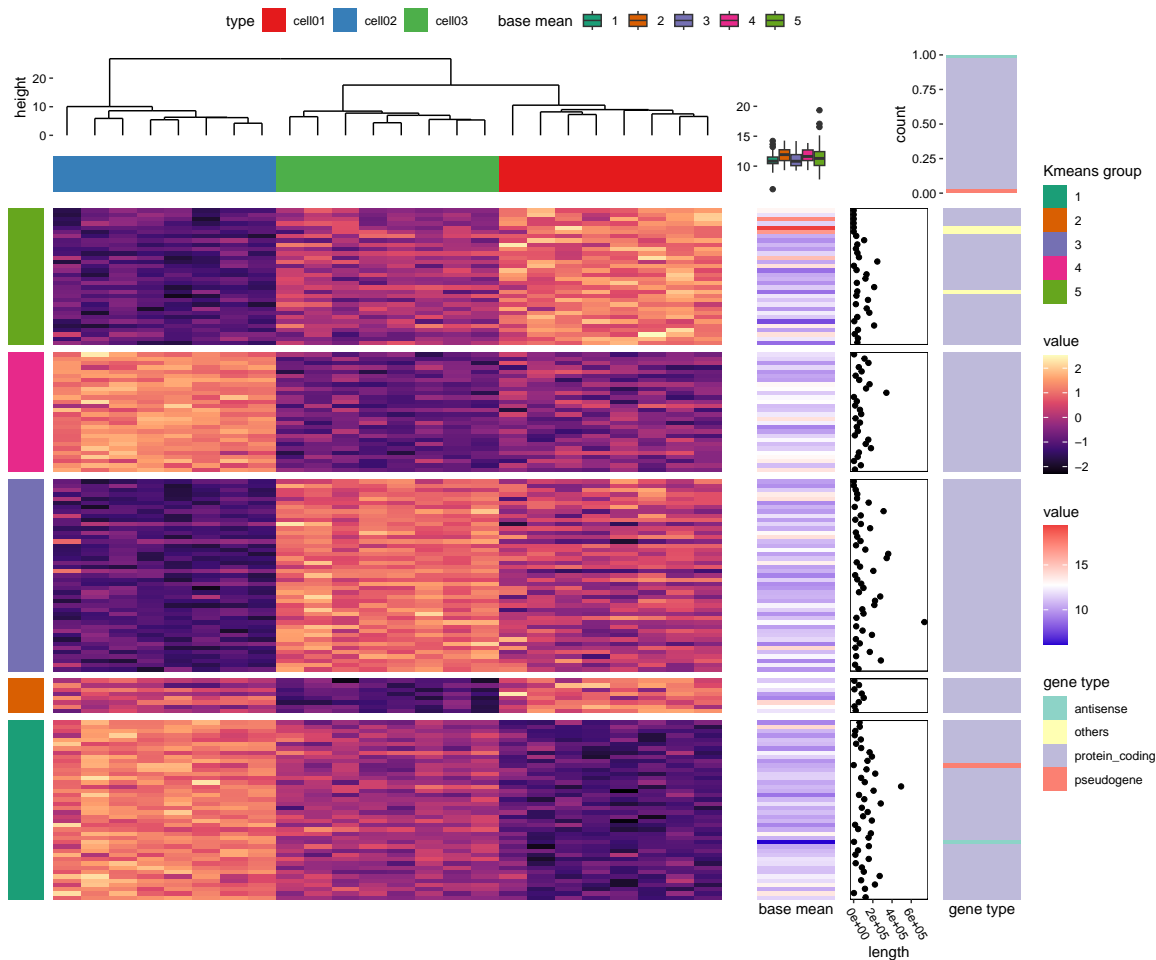 type cell01 cell02 cell03 base mean 1 2 3 4 5
height
20
10
0
20
15
10
count
1.00
0.75
0.50
0.25
0.00
Kmeans group
1
2
3
4
5
value
2
1
0
−1
−2
value
15
10
gene type
antisense
others
protein_coding
pseudogene
base mean
0e+00
2e+05
4e+05
6e+05
length
gene type